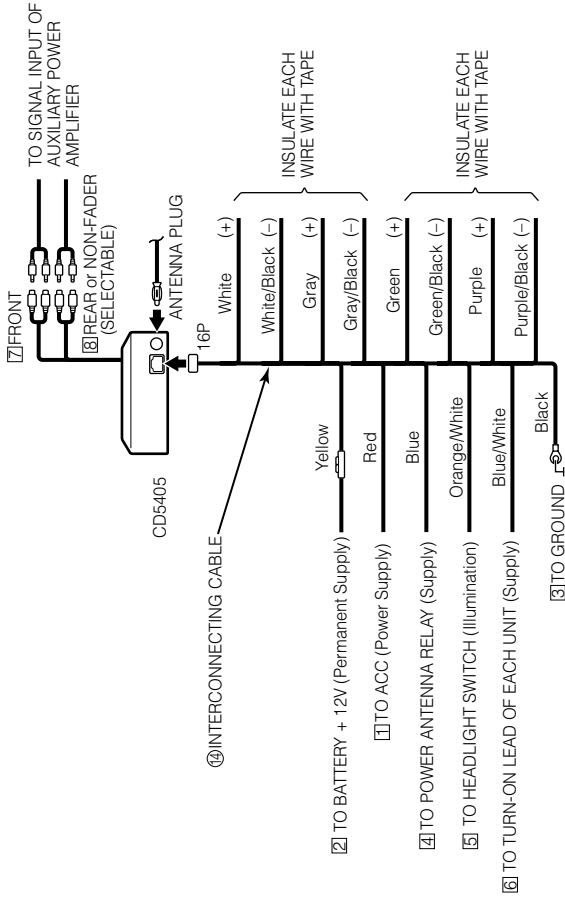 7 FRONT
8 REAR or NON-FADER
(SELECTABLE)
TO SIGNAL INPUT OF
AUXILIARY POWER
AMPLIFIER
ANTENNA PLUG
CD5405
16P
⑭ INTERCONNECTING CABLE
White (+)
White/Black (−)
Gray (+)
Gray/Black (−)
INSULATE EACH
WIRE WITH TAPE
Green (+)
Green/Black (−)
Purple (+)
Purple/Black (−)
INSULATE EACH
WIRE WITH TAPE
Yellow
2 TO BATTERY + 12V (Permanent Supply)
Red
1 TO ACC (Power Supply)
Blue
4 TO POWER ANTENNA RELAY (Supply)
Orange/White
5 TO HEADLIGHT SWITCH (Illumination)
Blue/White
6 TO TURN-ON LEAD OF EACH UNIT (Supply)
Black
3 TO GROUND